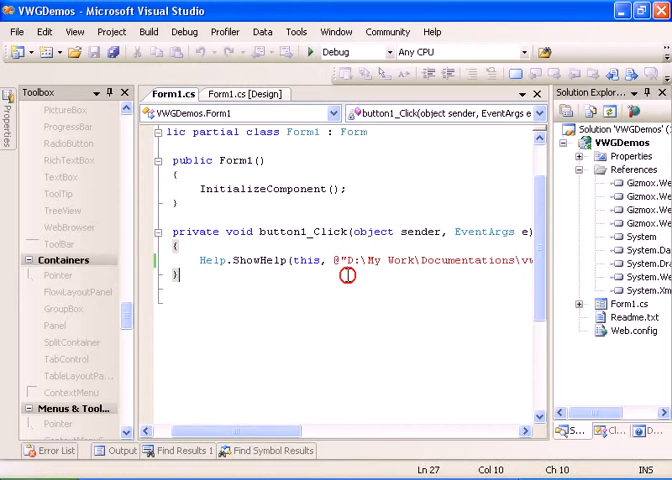 VWGDemos - Microsoft Visual Studio
File Edit View Project Build Debug Profiler Data Tools Window Community Help
Debug Any CPU
Toolbox
Form1.cs Form1.cs [Design]
Solution Explor...
Properties
VWGDemos.Form1
button1_Click(object sender, EventArgs e
PictureBox
ProgressBar
RadioButton
RichTextBox
TextBox
ToolTip
TreeView
WebBrowser
ToolBar
Containers
Pointer
FlowLayoutPanel
GroupBox
Panel
SplitContainer
TabControl
TableLayoutPa...
ContextMenu
Menus & Tool...
Pointer
lic partial class Form1 : Form
public Form1()
{
InitializeComponent();
}
private void button1_Click(object sender, EventArgs e)
{
Help.ShowHelp(this, @"D:\My Work\Documentations\vw
}
Solution 'VWGDemos' (1
VWGDemos
Properties
References
Gizmox.We
Gizmox.We
Gizmox.We
System
System.Da
System.Dr
System.We
System.Xm
Form1.cs
Readme.txt
Web.config
S... Cl... D...
Error List Output Find Results 1 Find Symbol Results
Ln 27 Col 10 Ch 10 INS